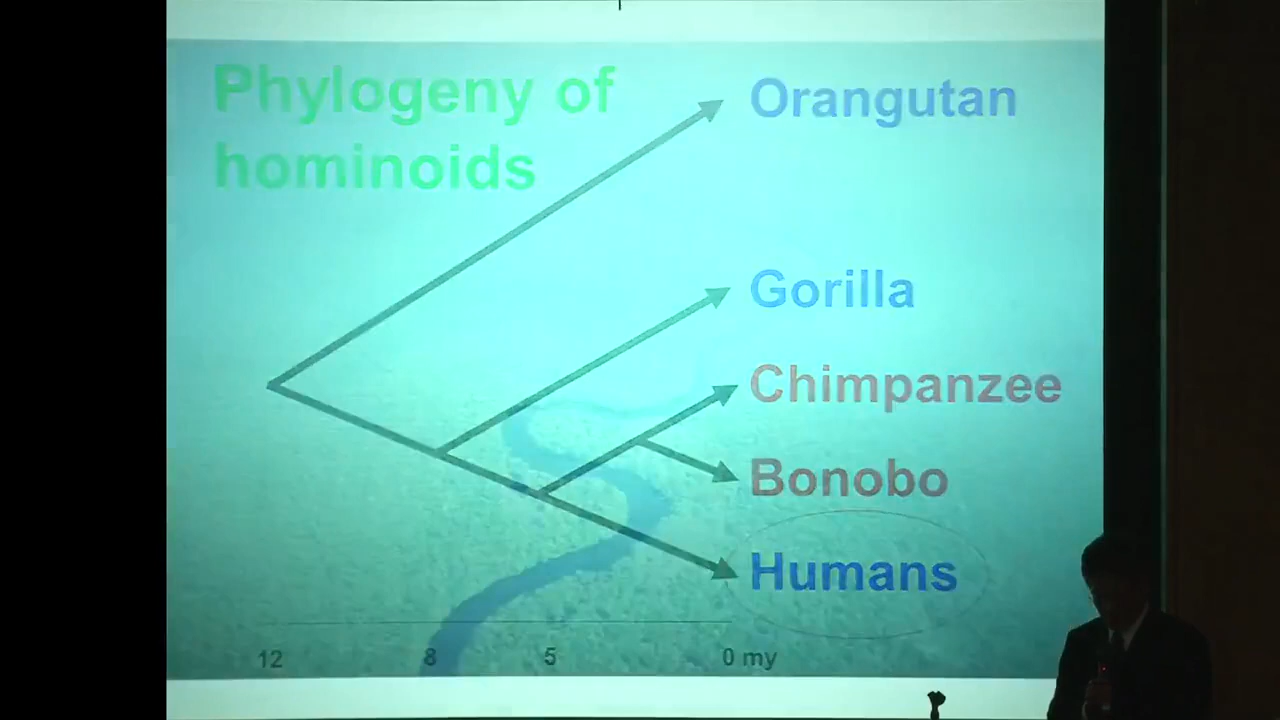 Phylogeny of
hominoids
Orangutan
Gorilla
Chimpanzee
Bonobo
Humans
12 8 5 0 my